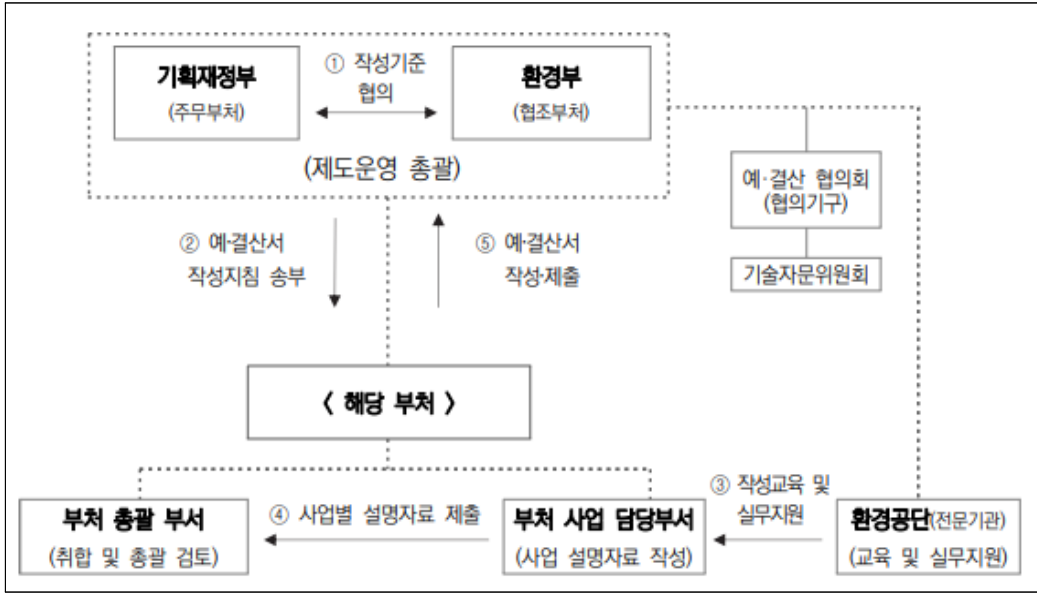 기획재정부
(주무부처)
① 작성기준
협의
환경부
(협조부처)
(제도운영 총괄)
예·결산 협의회
(협의기구)
기술자문위원회
② 예·결산서
작성지침 송부
⑤ 예·결산서
작성·제출
< 해당 부처 >
부처 총괄 부서
(취합 및 총괄 검토)
④ 사업별 설명자료 제출
부처 사업 담당부서
(사업 설명자료 작성)
③ 작성교육 및
실무지원
환경공단(전문기관)
(교육 및 실무지원)